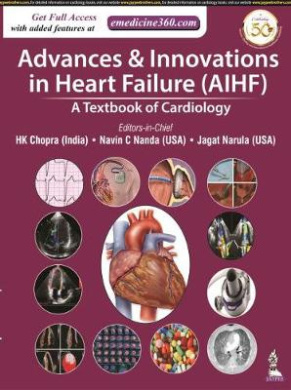 Get Full Access
with added features at
emedicine360.com
50
Advances & Innovations
in Heart Failure (AIHF)
A Textbook of Cardiology
Editors-in-Chief
HK Chopra (India) • Navin C Nanda (USA) • Jagat Narula (USA)
JAYPEE